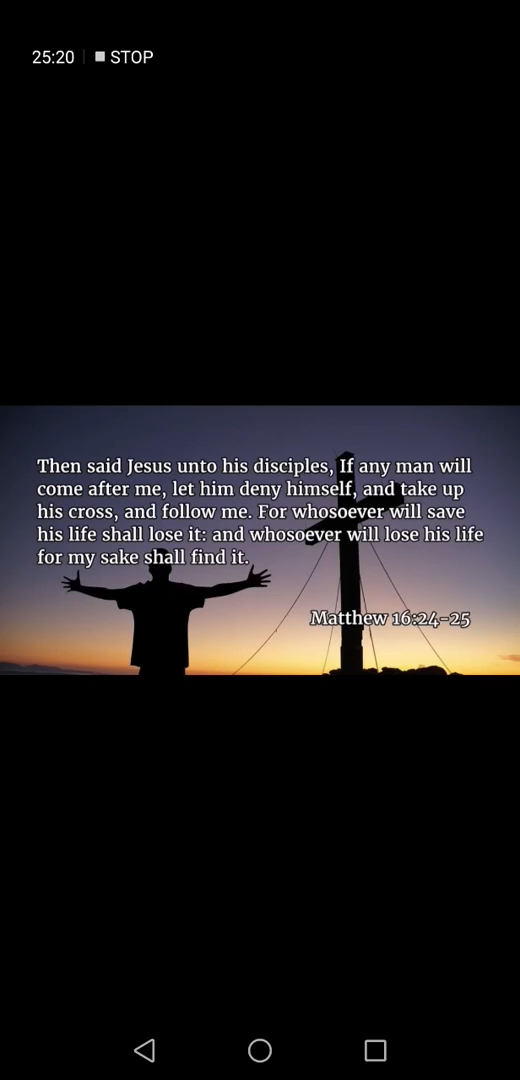 25:20 STOP
Then said Jesus unto his disciples, If any man will
come after me, let him deny himself, and take up
his cross, and follow me. For whosoever will save
his life shall lose it: and whosoever will lose his life
for my sake shall find it.
Matthew 16:24-25